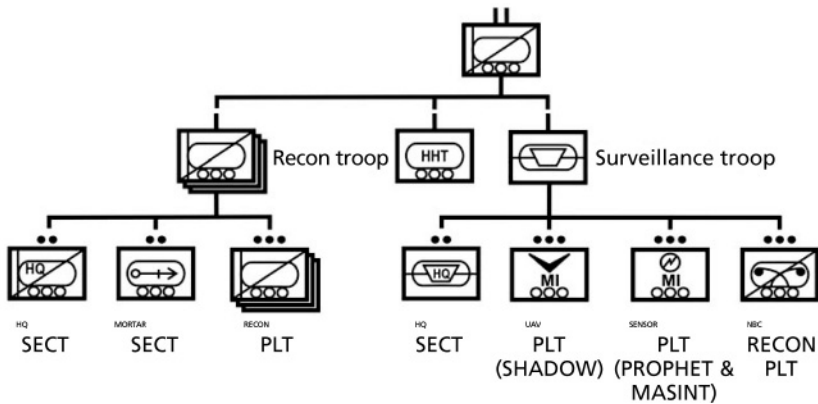 HHT
Recon troop
Surveillance troop
HQ
HQ
MI
MI
HQ
MORTAR
RECON
HQ
UAV
SENSOR
NBC
SECT
SECT
PLT
SECT
PLT
(SHADOW)
PLT
(PROPHET &
MASINT)
RECON
PLT